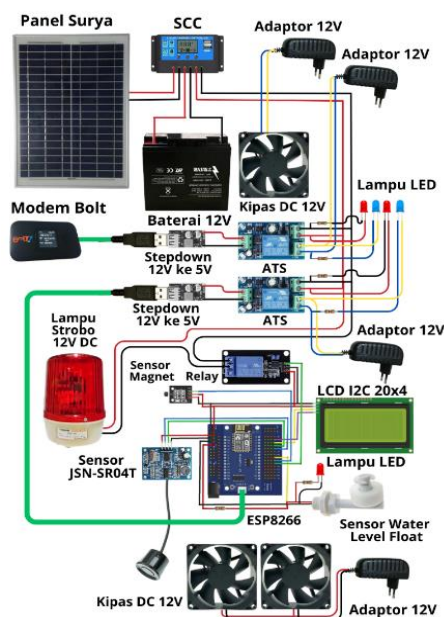 Panel Surya
SCC
Adaptor 12V
Adaptor 12V
Kipas DC 12V
Baterai 12V
Lampu LED
Modem Bolt
Stepdown
12V ke 5V
ATS
Stepdown
12V ke 5V
ATS
Adaptor 12V
Lampu
Strobo
12V DC
Sensor
Magnet
Relay
LCD I2C 20x4
Sensor
JSN-SR04T
ESP8266
Lampu LED
Sensor Water
Level Float
Kipas DC 12V
Adaptor 12V